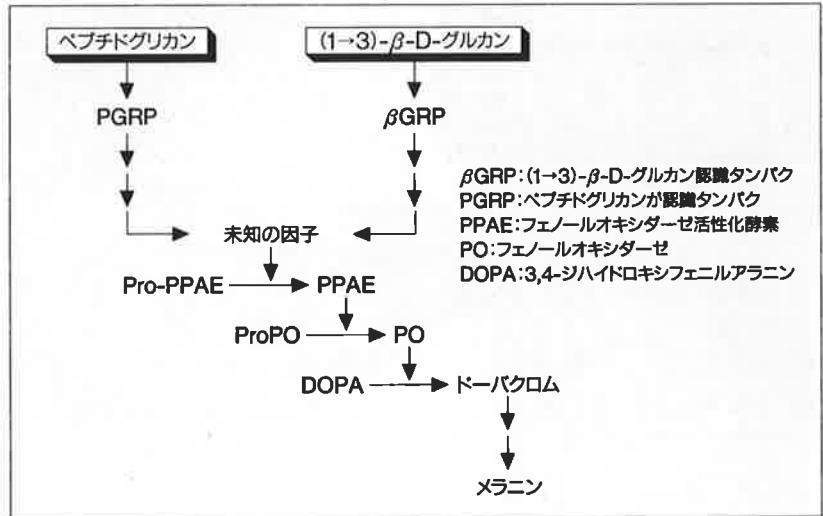 ペプチドグリカン
(1→3)-β-D-グルカン
PGRP
βGRP
βGRP:(1→3)-β-D-グルカン認識タンパク
PGRP:ペプチドグリカンが認識タンパク
PPAE:フェノールオキシダーゼ活性化酵素
PO:フェノールオキシダーゼ
DOPA:3,4-ジハイドロキシフェニルアラニン
未知の因子
Pro-PPAE
PPAE
ProPO
PO
DOPA
ドーパクロム
メラニン